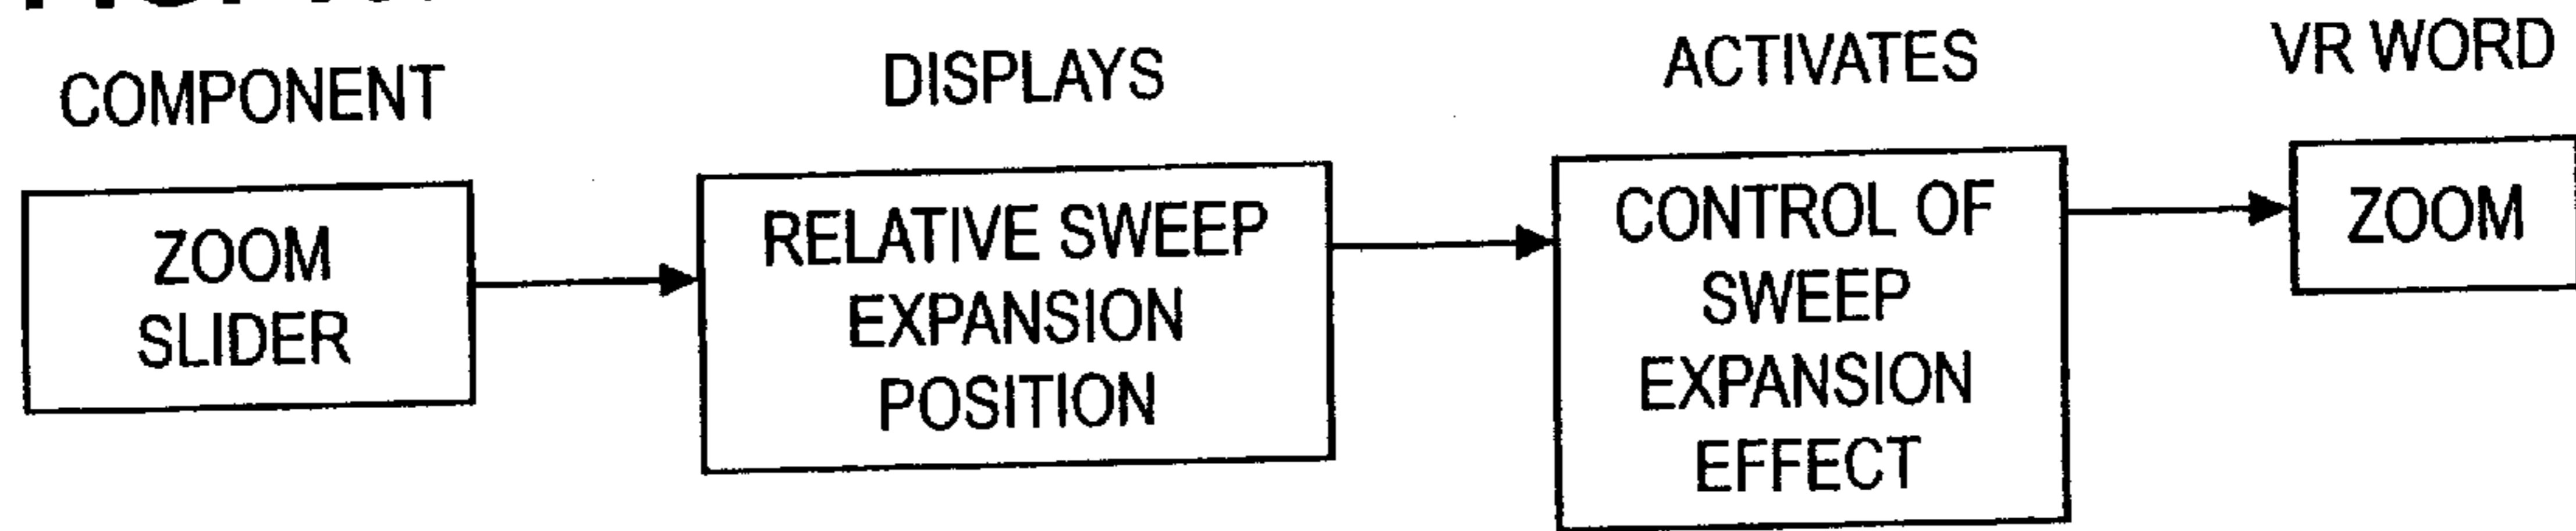 COMPONENT
DISPLAYS
ACTIVATES
VR WORD
ZOOM
SLIDER
RELATIVE SWEEP
EXPANSION
POSITION
CONTROL OF
SWEEP
EXPANSION
EFFECT
ZOOM